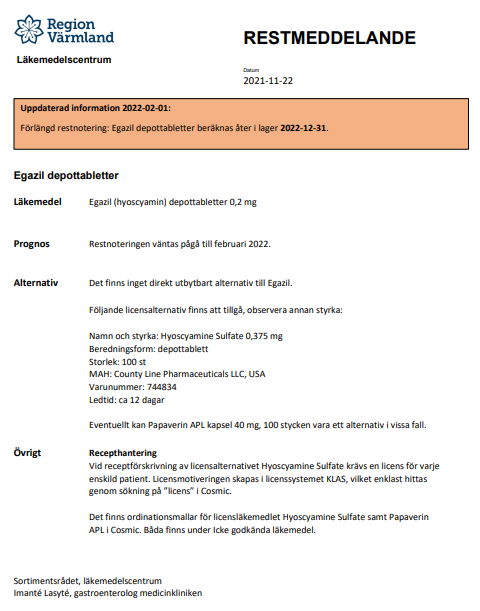 Region
Värmland
Läkemedelscentrum
RESTMEDDELANDE
Datum
2021-11-22
Uppdaterad information 2022-02-01:
Förlängd restnotering: Egazil depottabletter beräknas åter i lager 2022-12-31.
Egazil depottabletter
Läkemedel Egazil (hyoscyamin) depottabletter 0,2 mg
Prognos Restnoteringen väntas pågå till februari 2022.
Alternativ Det finns inget direkt utbytbart alternativ till Egazil.
Följande licensalternativ finns att tillgå, observera annan styrka:
Namn och styrka: Hyoscyamine Sulfate 0,375 mg
Beredningsform: depottablett
Storlek: 100 st
MAH: County Line Pharmaceuticals LLC, USA
Varunummer: 744834
Ledtid: ca 12 dagar
Eventuellt kan Papaverin APL kapsel 40 mg, 100 stycken vara ett alternativ i vissa fall.
Övrigt Recepthantering
Vid receptförskrivning av licensalternativet Hyoscyamine Sulfate krävs en licens för varje
enskild patient. Licensmotiveringen skapas i licenssystemet KLAS, vilket enklast hittas
genom sökning på ”licens” i Cosmic.
Det finns ordinationsmallar för licensläkemedlet Hyoscyamine Sulfate samt Papaverin
APL i Cosmic. Båda finns under Icke godkända läkemedel.
Sortimentsrådet, läkemedelscentrum
Imanté Lasyté, gastroenterolog medicinkliniken